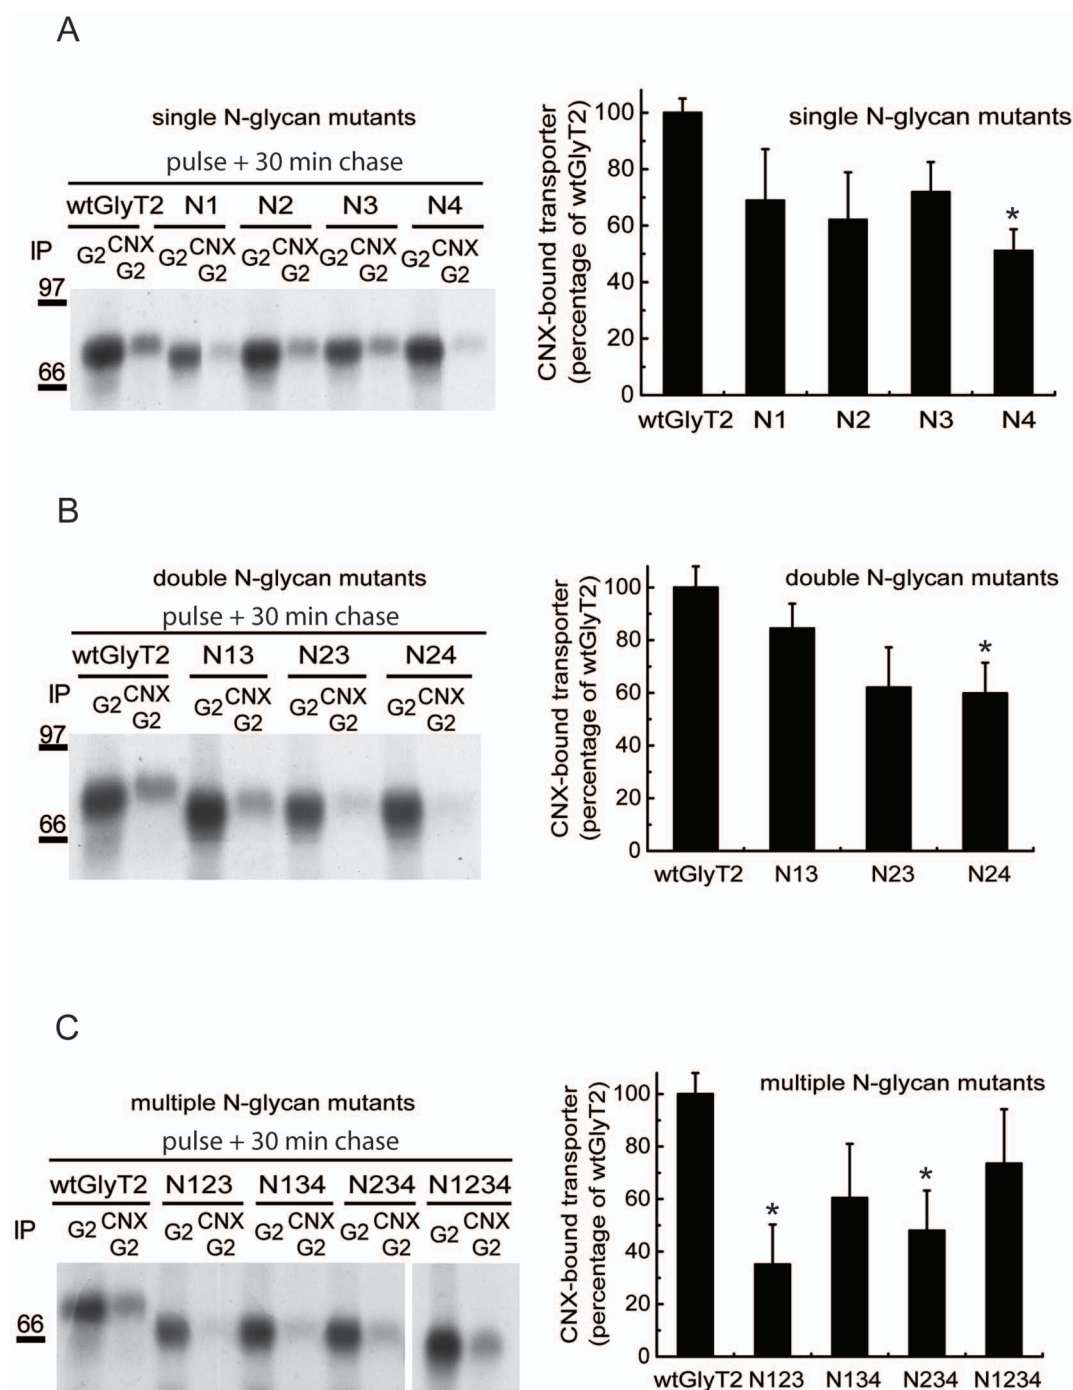 A
single N-glycan mutants
pulse + 30 min chase
wtGlyT2 N1 N2 N3 N4
IP G2 CNX G2 G2 CNX G2 G2 CNX G2 G2 CNX G2 G2 CNX G2
97
66
CNX-bound transporter
(percentage of wtGlyT2)
single N-glycan mutants
100
80
60
*
40
20
0
wtGlyT2 N1 N2 N3 N4
B
double N-glycan mutants
pulse + 30 min chase
wtGlyT2 N13 N23 N24
IP G2 CNX G2 G2 CNX G2 G2 CNX G2 G2 CNX G2
97
66
CNX-bound transporter
(percentage of wtGlyT2)
double N-glycan mutants
100
80
*
60
40
20
0
wtGlyT2 N13 N23 N24
C
multiple N-glycan mutants
pulse + 30 min chase
wtGlyT2 N123 N134 N234 N1234
IP G2 CNX G2 G2 CNX G2 G2 CNX G2 G2 CNX G2 G2 CNX G2
66
CNX-bound transporter
(percentage of wtGlyT2)
multiple N-glycan mutants
100
80
60
* *
40
20
0
wtGlyT2 N123 N134 N234 N1234